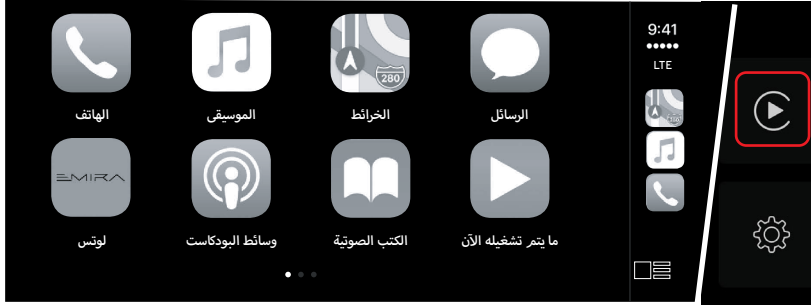 9:41
LTE
280
الرسائل
الخرائط
الموسيقى
الهاتف
EMIRA
ما يتم تشغيله الآن
الكتب الصوتية
وسائط البودكاست
لوتس